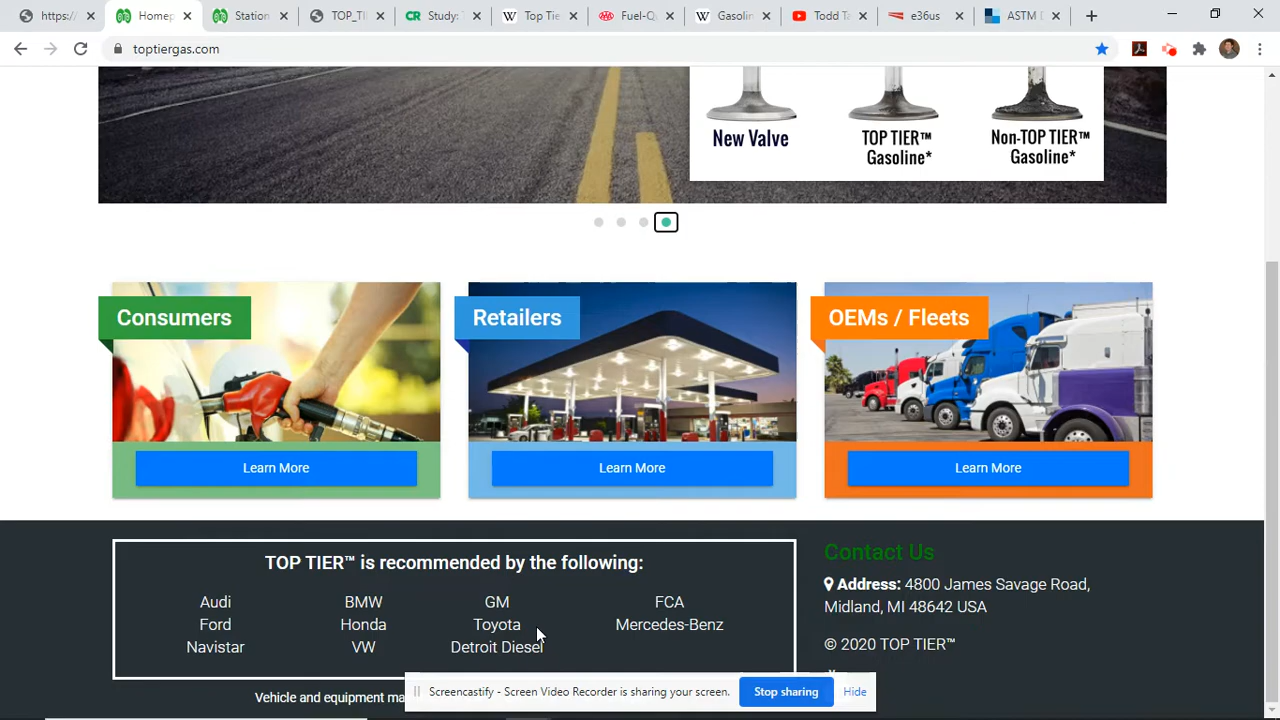 https://
Homep
Station
TOP_TI
CR Study:
W Top Tie
Fuel-Q
W Gasolin
Todd Ta
e36us
ASTM D
toptiergas.com
New Valve
TOP TIER™
Gasoline*
Non-TOP TIER™
Gasoline*
Consumers
Retailers
OEMs / Fleets
Learn More
Learn More
Learn More
TOP TIER™ is recommended by the following:
Audi BMW GM FCA
Ford Honda Toyota Mercedes-Benz
Navistar VW Detroit Diesel
Vehicle and equipment ma
Contact Us
Address: 4800 James Savage Road,
Midland, MI 48642 USA
© 2020 TOP TIER™
Screencastify - Screen Video Recorder is sharing your screen.
Stop sharing
Hide